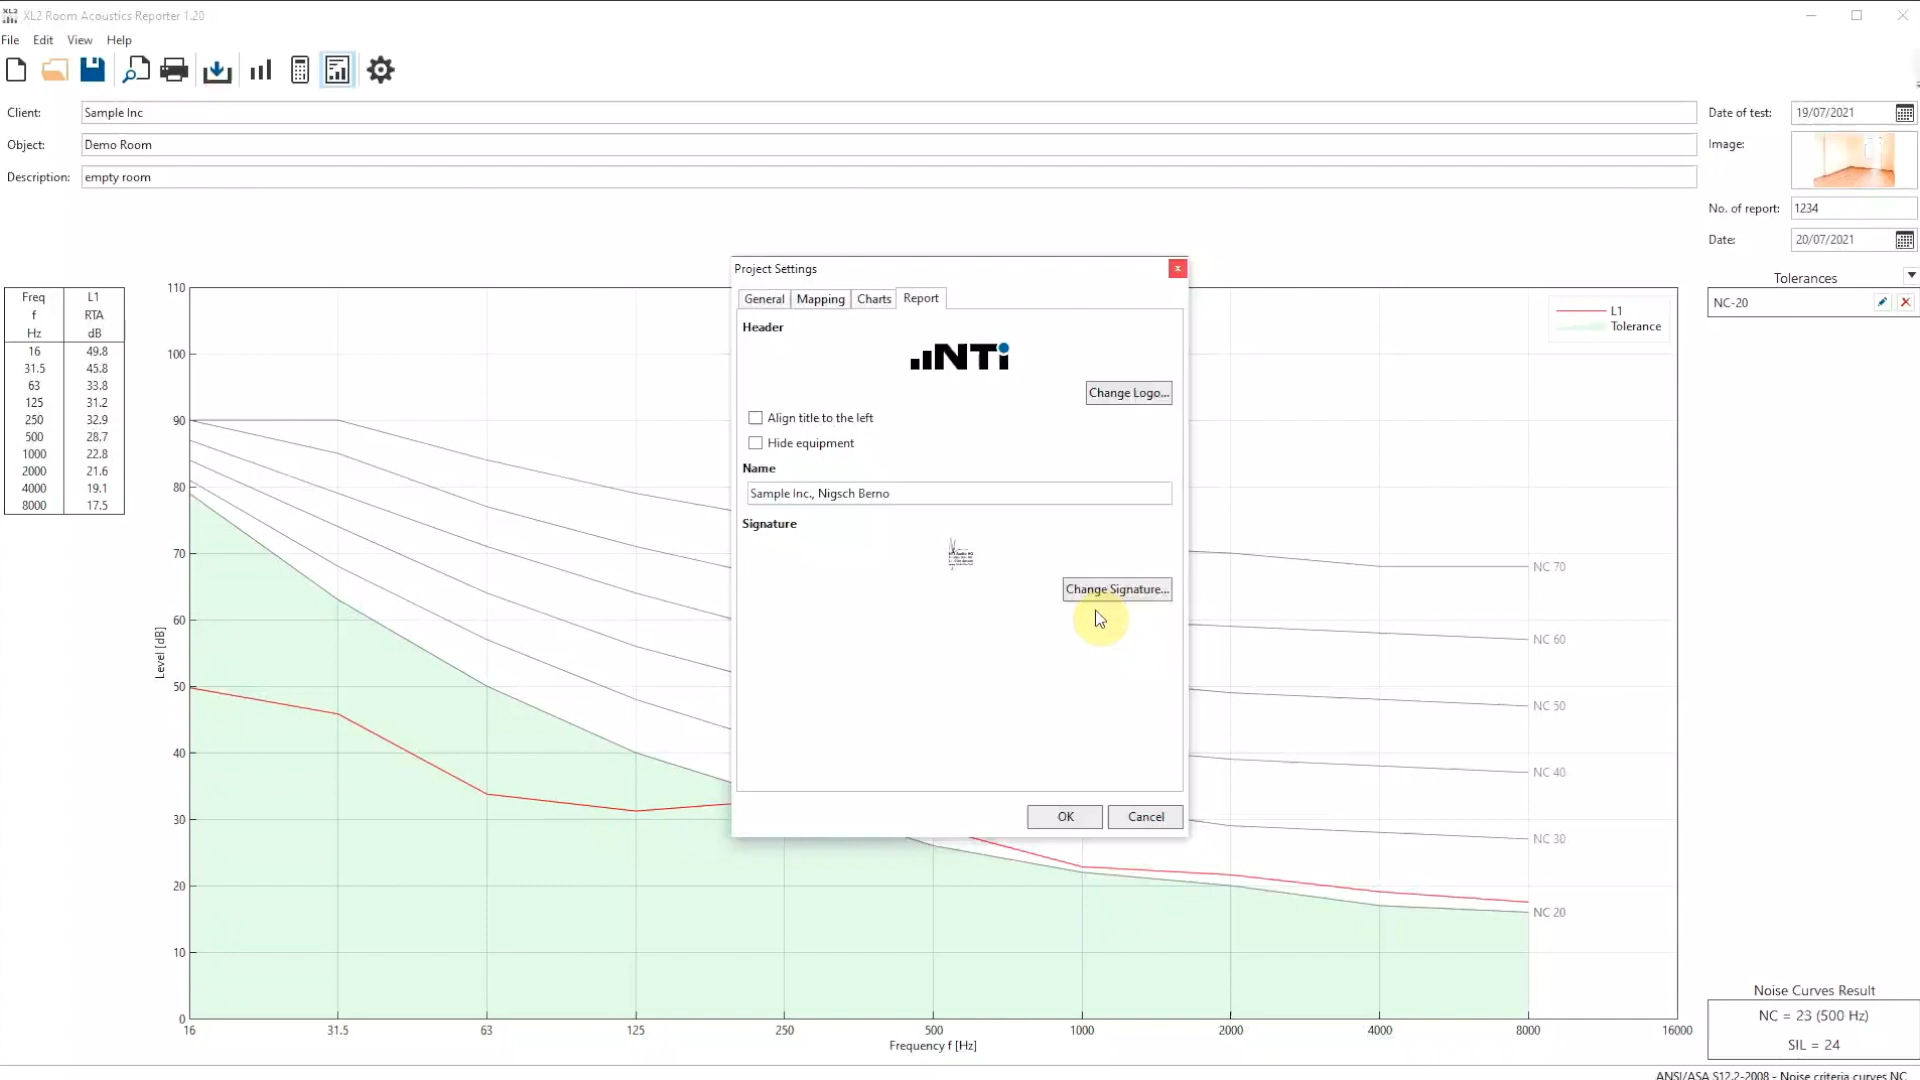 XL2 Room Acoustics Reporter 1.20
File Edit View Help
Client: Sample Inc
Object: Demo Room
Description: empty room
Date of test: 19/07/2021
Image:
No. of report: 1234
Date: 20/07/2021
Tolerances
NC-20
Freq L1
f RTA
Hz dB
16 49.8
31.5 45.8
63 33.8
125 31.2
250 32.9
500 28.7
1000 22.8
2000 21.6
4000 19.1
8000 17.5
Level [dB]
110
100
90
80
70
60
50
40
30
20
10
0
16 31.5 63 125 250 500 1000 2000 4000 8000 16000
Frequency f [Hz]
L1
Tolerance
NC 70
NC 60
NC 50
NC 40
NC 30
NC 20
Project Settings
General Mapping Charts Report
Header
NTi
Change Logo...
Align title to the left
Hide equipment
Name
Sample Inc., Nigsch Berno
Signature
Change Signature...
OK Cancel
Noise Curves Result
NC = 23 (500 Hz)
SIL = 24
ANSI/ASA S12.2-2008 - Noise criteria curves NC